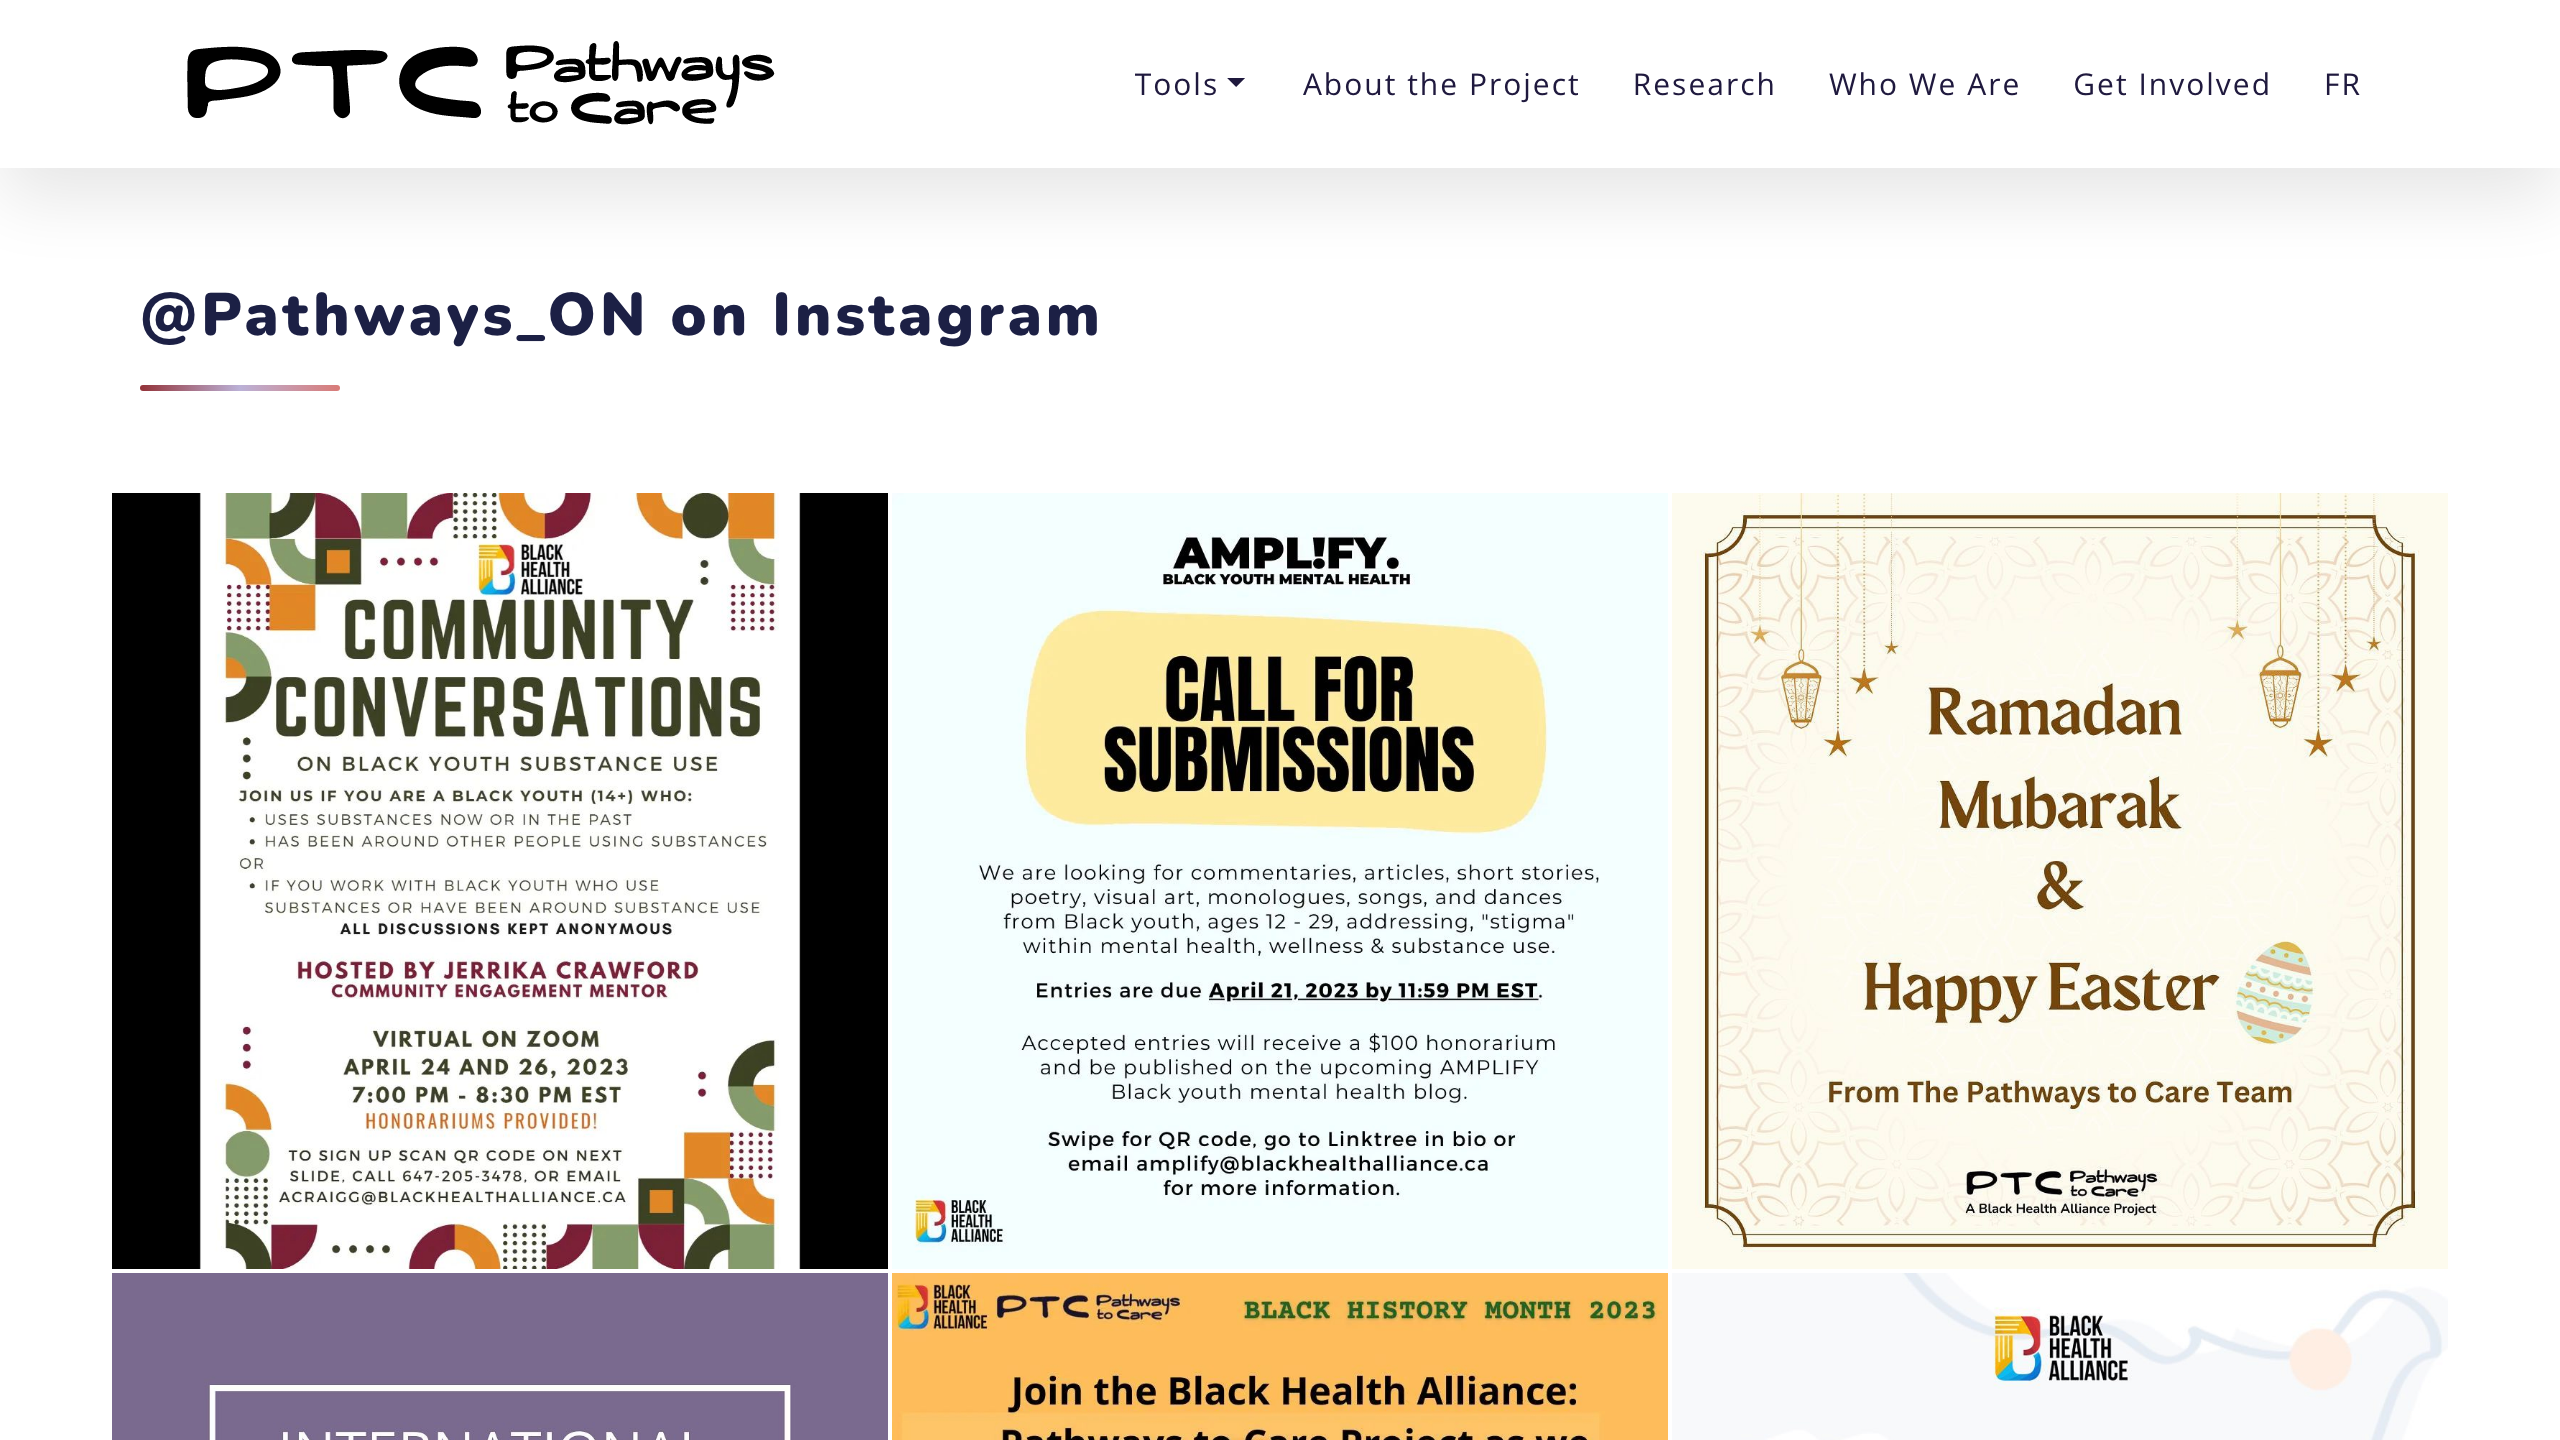 PTC Pathways
to Care
Tools
About the Project
Research
Who We Are
Get Involved
FR
@Pathways_ON on Instagram
BLACK
HEALTH
ALLIANCE
COMMUNITY
CONVERSATIONS
ON BLACK YOUTH SUBSTANCE USE
JOIN US IF YOU ARE A BLACK YOUTH (14+) WHO:
• USES SUBSTANCES NOW OR IN THE PAST
• HAS BEEN AROUND OTHER PEOPLE USING SUBSTANCES
OR
• IF YOU WORK WITH BLACK YOUTH WHO USE
SUBSTANCES OR HAVE BEEN AROUND SUBSTANCE USE
ALL DISCUSSIONS KEPT ANONYMOUS
HOSTED BY JERRIKA CRAWFORD
COMMUNITY ENGAGEMENT MENTOR
VIRTUAL ON ZOOM
APRIL 24 AND 26, 2023
7:00 PM - 8:30 PM EST
HONORARIUMS PROVIDED!
TO SIGN UP SCAN QR CODE ON NEXT
SLIDE, CALL 647-205-3478, OR EMAIL
ACRAIGG@BLACKHEALTHALLIANCE.CA
AMPL!FY.
BLACK YOUTH MENTAL HEALTH
CALL FOR
SUBMISSIONS
We are looking for commentaries, articles, short stories,
poetry, visual art, monologues, songs, and dances
from Black youth, ages 12 - 29, addressing, "stigma"
within mental health, wellness & substance use.
Entries are due April 21, 2023 by 11:59 PM EST.
Accepted entries will receive a $100 honorarium
and be published on the upcoming AMPLIFY
Black youth mental health blog.
Swipe for QR code, go to Linktree in bio or
email amplify@blackhealthalliance.ca
for more information.
BLACK
HEALTH
ALLIANCE
Ramadan
Mubarak
&
Happy Easter
From The Pathways to Care Team
PTC Pathways
to Care
A Black Health Alliance Project
INTERNATIONAL
BLACK
HEALTH
ALLIANCE
PTC Pathways
to Care
BLACK HISTORY MONTH 2023
Join the Black Health Alliance:
Pathways to Care Project as we
BLACK
HEALTH
ALLIANCE